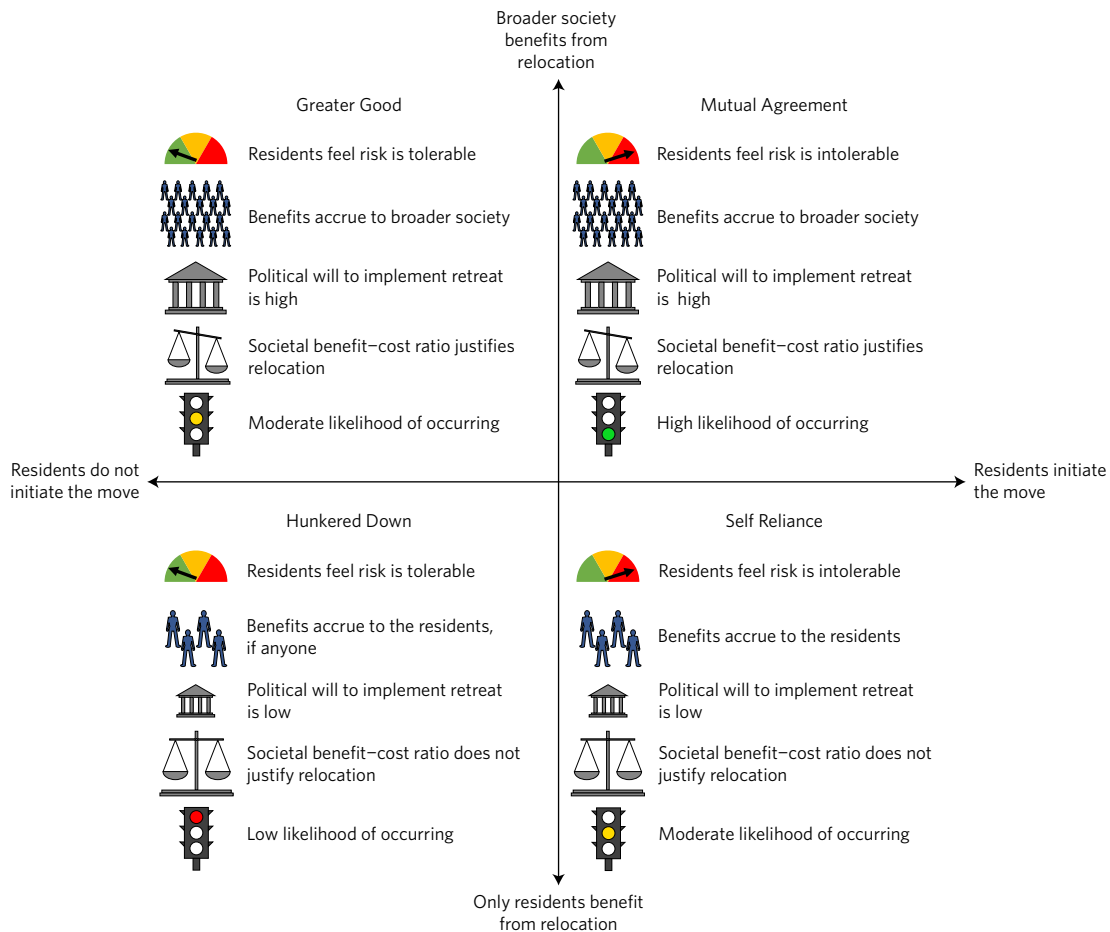 Broader society
benefits from
relocation
Greater Good
Residents feel risk is tolerable
Benefits accrue to broader society
Political will to implement retreat
is high
Societal benefit–cost ratio justifies
relocation
Moderate likelihood of occurring
Mutual Agreement
Residents feel risk is intolerable
Benefits accrue to broader society
Political will to implement retreat
is high
Societal benefit–cost ratio justifies
relocation
High likelihood of occurring
Residents do not
initiate the move
Residents initiate
the move
Hunkered Down
Residents feel risk is tolerable
Benefits accrue to the residents,
if anyone
Political will to implement retreat
is low
Societal benefit–cost ratio does not
justify relocation
Low likelihood of occurring
Self Reliance
Residents feel risk is intolerable
Benefits accrue to the residents
Political will to implement retreat
is low
Societal benefit–cost ratio does not
justify relocation
Moderate likelihood of occurring
Only residents benefit
from relocation